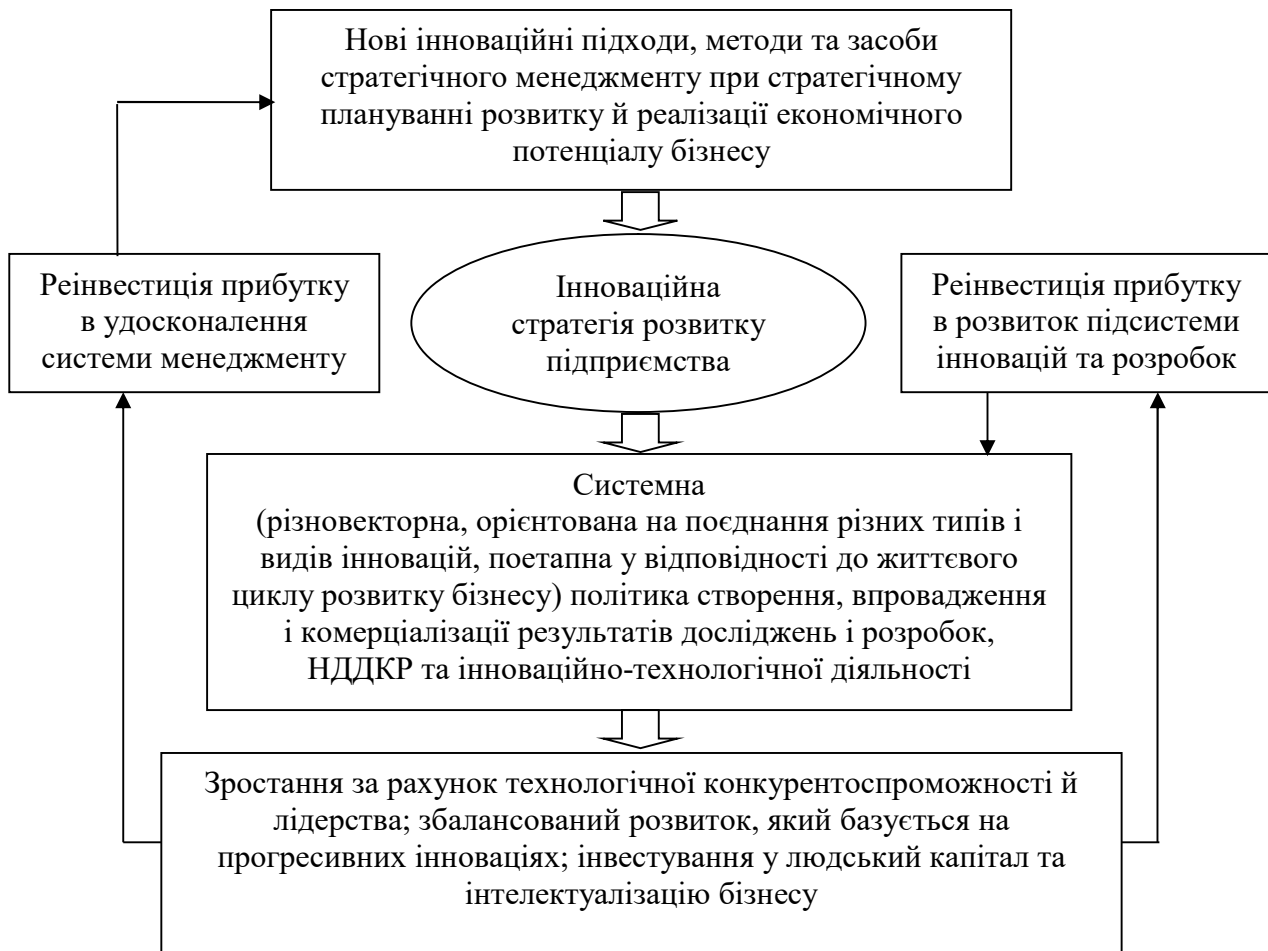 Нові інноваційні підходи, методи та засоби
стратегічного менеджменту при стратегічному
плануванні розвитку й реалізації економічного
потенціалу бізнесу
Реінвестиція прибутку
в удосконалення
системи менеджменту
Інноваційна
стратегія розвитку
підприємства
Реінвестиція прибутку
в розвиток підсистеми
інновацій та розробок
Системна
(різновекторна, орієнтована на поєднання різних типів і
видів інновацій, поетапна у відповідності до життєвого
циклу розвитку бізнесу) політика створення, впровадження
і комерціалізації результатів досліджень і розробок,
НДДКР та інноваційно-технологічної діяльності
Зростання за рахунок технологічної конкурентоспроможності й
лідерства; збалансований розвиток, який базується на
прогресивних інноваціях; інвестування у людський капітал та
інтелектуалізацію бізнесу